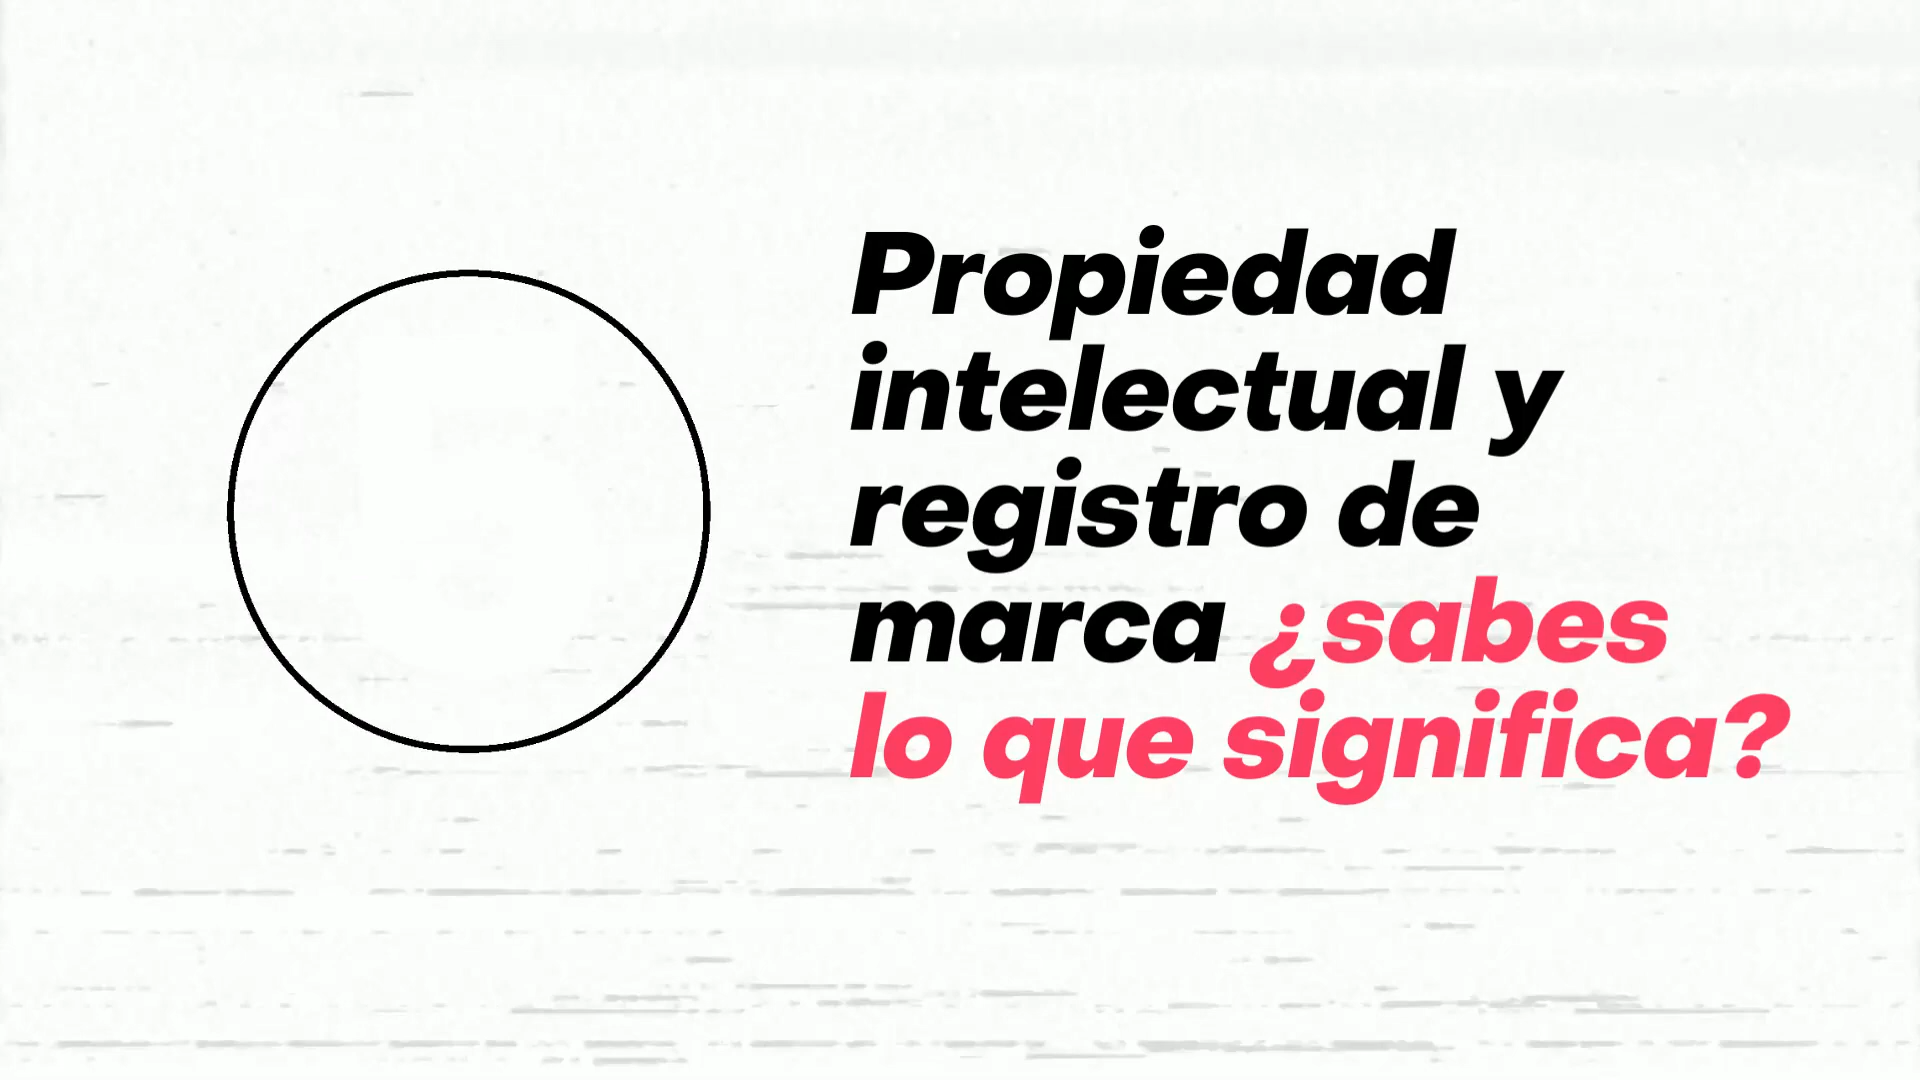 Propiedad
intelectual y
registro de
marca ¿sabes
lo que significa?